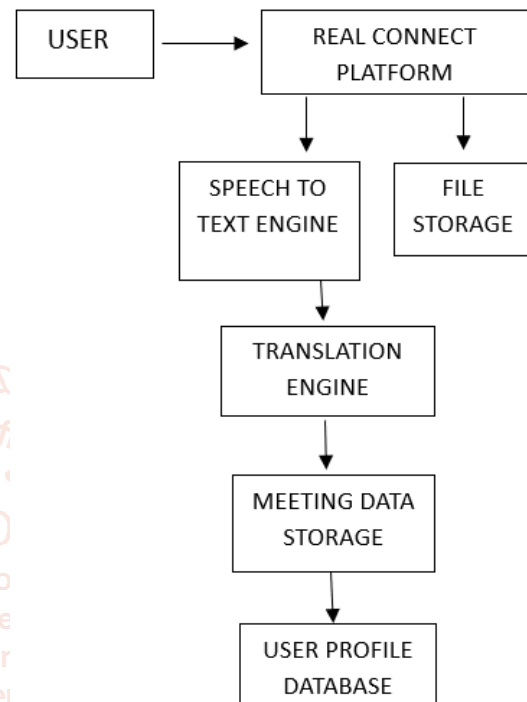 USER
REAL CONNECT
PLATFORM
SPEECH TO
TEXT ENGINE
FILE
STORAGE
TRANSLATION
ENGINE
MEETING DATA
STORAGE
USER PROFILE
DATABASE